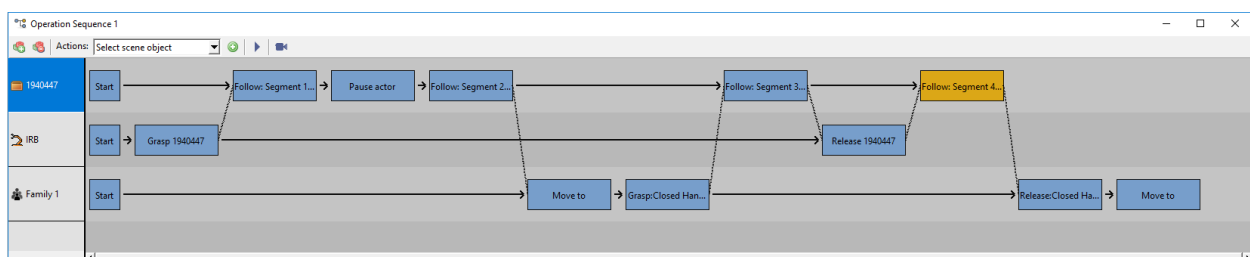 Operation Sequence 1
Actions: Select scene object
1940447
Start
Follow: Segment 1...
Pause actor
Follow: Segment 2...
Follow: Segment 3...
Follow: Segment 4...
IRB
Start
Grasp 1940447
Release 1940447
Family 1
Start
Move to
Grasp:Closed Han...
Release:Closed Ha...
Move to